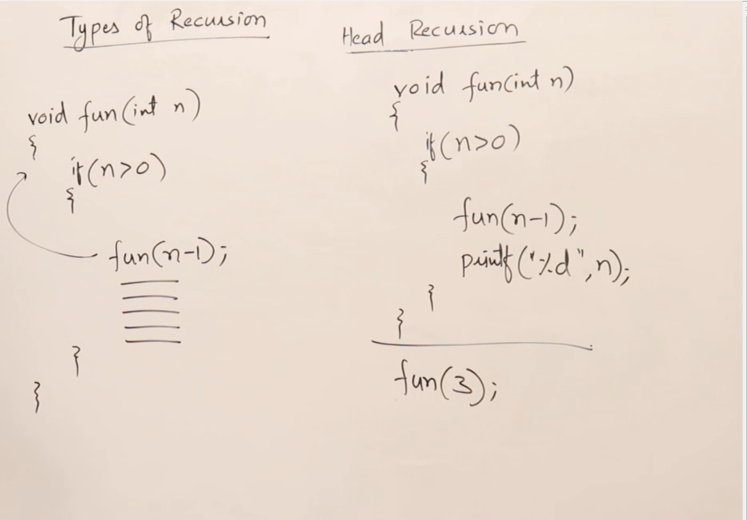 Types of Recursion
void fun(int n)
{
if(n>0)
{
fun(n-1);
}
}
Head Recursion
void fun(int n)
{
if(n>0)
{
fun(n-1);
printf("%d",n);
}
}
fun(3);